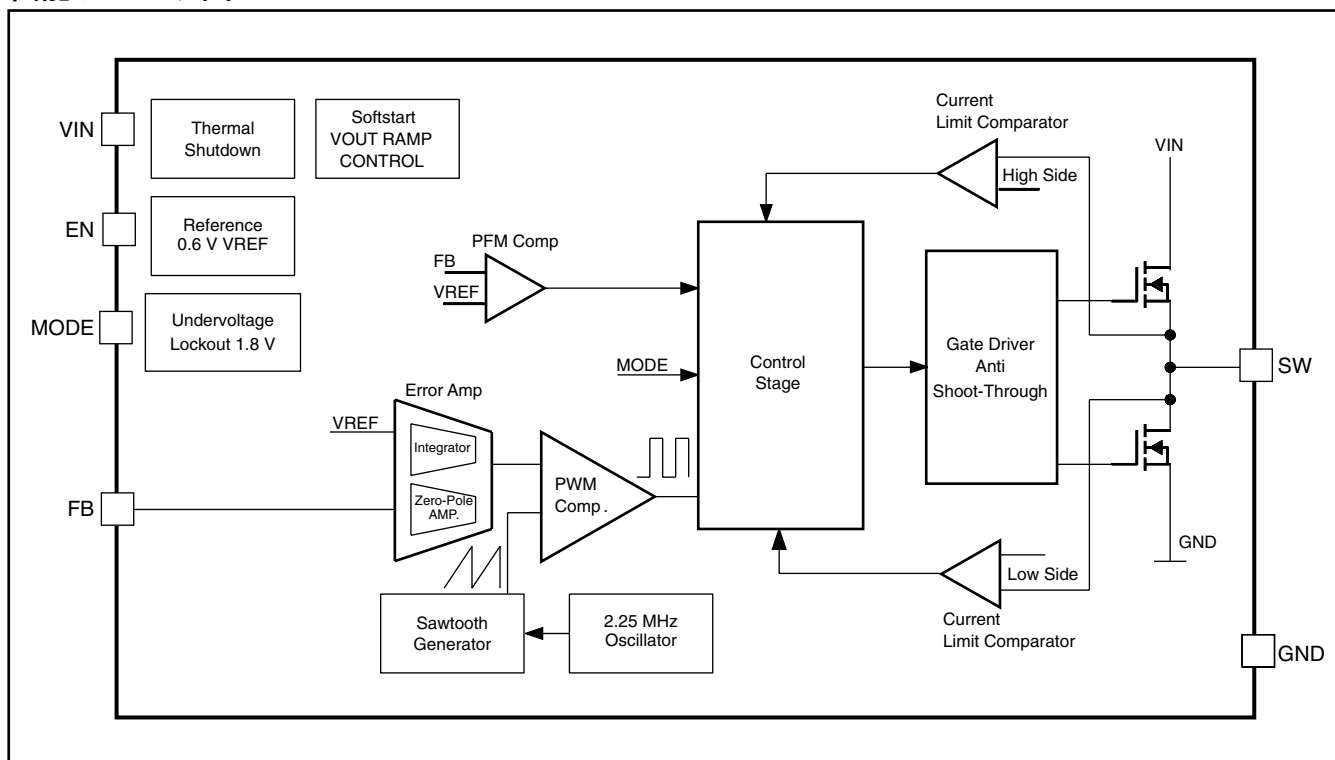 VIN
EN
MODE
FB
Thermal
Shutdown
Softstart
VOUT RAMP
CONTROL
Reference
0.6 V VREF
Undervoltage
Lockout 1.8 V
PFM Comp
FB
VREF
MODE
Error Amp
VREF
Integrator
Zero-Pole
AMP.
PWM
Comp.
Sawtooth
Generator
2.25 MHz
Oscillator
Control
Stage
Current
Limit Comparator
High Side
Gate Driver
Anti
Shoot-Through
Low Side
Current
Limit Comparator
VIN
GND
SW
GND